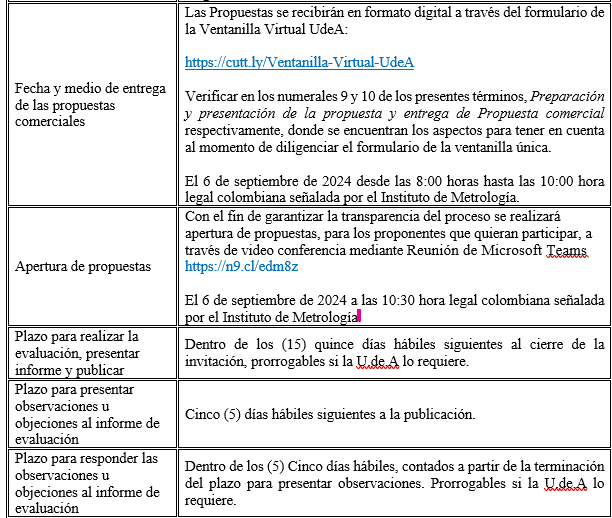 Las Propuestas se recibirán en formato digital a través del formulario de
la Ventanilla Virtual UdeA:
https://cutt.ly/Ventanilla-Virtual-UdeA
Fecha y medio de entrega
de las propuestas
comerciales
Verificar en los numerales 9 y 10 de los presentes términos, Preparación
y presentación de la propuesta y entrega de Propuesta comercial
respectivamente, donde se encuentran los aspectos para tener en cuenta
al momento de diligenciar el formulario de la ventanilla única.
El 6 de septiembre de 2024 desde las 8:00 horas hasta las 10:00 hora
legal colombiana señalada por el Instituto de Metrología.
Apertura de propuestas
Con el fin de garantizar la transparencia del proceso se realizará
apertura de propuestas, para los proponentes que quieran participar, a
través de video conferencia mediante Reunión de Microsoft Teams
https://n9.cl/edm8z
El 6 de septiembre de 2024 a las 10:30 hora legal colombiana señalada
por el Instituto de Metrología
Plazo para realizar la
evaluación, presentar
informe y publicar
Dentro de los (15) quince días hábiles siguientes al cierre de la
invitación, prorrogables si la U.de.A lo requiere.
Plazo para presentar
observaciones u
objeciones al informe de
evaluación
Cinco (5) días hábiles siguientes a la publicación.
Plazo para responder las
observaciones u
objeciones al informe de
evaluación
Dentro de los (5) Cinco días hábiles, contados a partir de la terminación
del plazo para presentar observaciones. Prorrogables si la U.de.A lo
requiere.